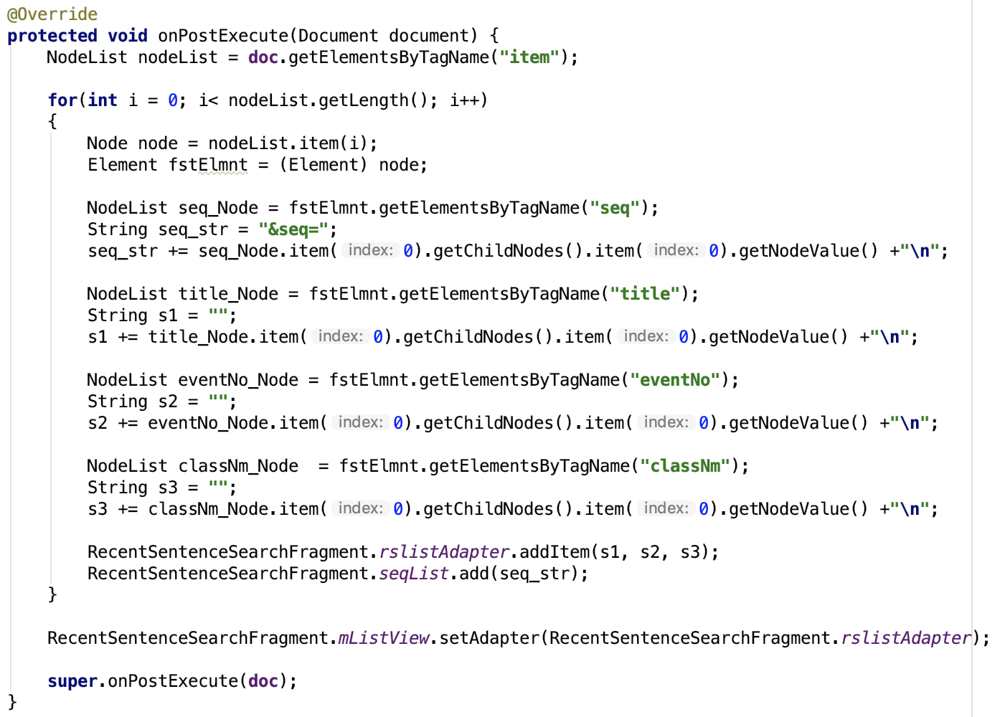 @Override
protected void onPostExecute(Document document) {
NodeList nodeList = doc.getElementsByTagName("item");
for(int i = 0; i< nodeList.getLength(); i++)
{
Node node = nodeList.item(i);
Element fstElmnt = (Element) node;
NodeList seq_Node = fstElmnt.getElementsByTagName("seq");
String seq_str = "&seq=";
seq_str += seq_Node.item( index: 0).getChildNodes().item( index: 0).getNodeValue() +"\n";
NodeList title_Node = fstElmnt.getElementsByTagName("title");
String s1 = "";
s1 += title_Node.item( index: 0).getChildNodes().item( index: 0).getNodeValue() +"\n";
NodeList eventNo_Node = fstElmnt.getElementsByTagName("eventNo");
String s2 = "";
s2 += eventNo_Node.item( index: 0).getChildNodes().item( index: 0).getNodeValue() +"\n";
NodeList classNm_Node  = fstElmnt.getElementsByTagName("classNm");
String s3 = "";
s3 += classNm_Node.item( index: 0).getChildNodes().item( index: 0).getNodeValue() +"\n";
RecentSentenceSearchFragment.rslistAdapter.addItem(s1, s2, s3);
RecentSentenceSearchFragment.seqList.add(seq_str);
}
RecentSentenceSearchFragment.mListView.setAdapter(RecentSentenceSearchFragment.rslistAdapter);
super.onPostExecute(doc);
}